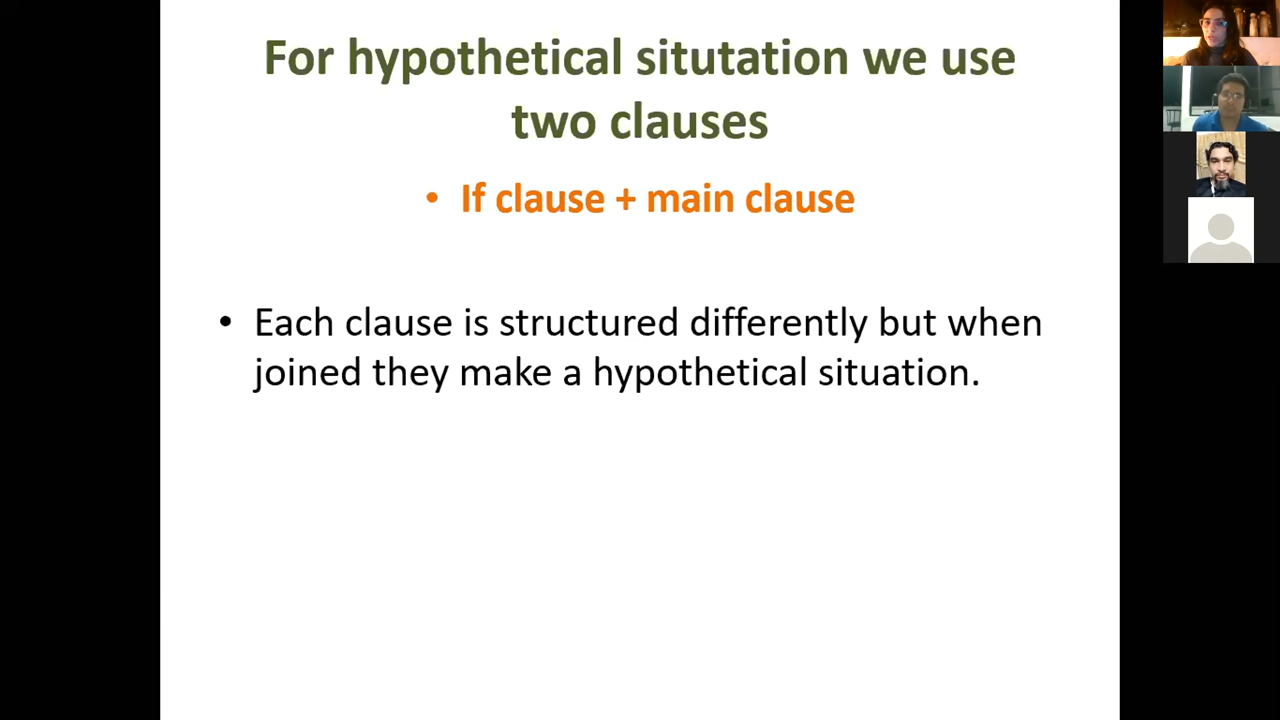 For hypothetical situtation we use
two clauses
• If clause + main clause
• Each clause is structured differently but when
joined they make a hypothetical situation.